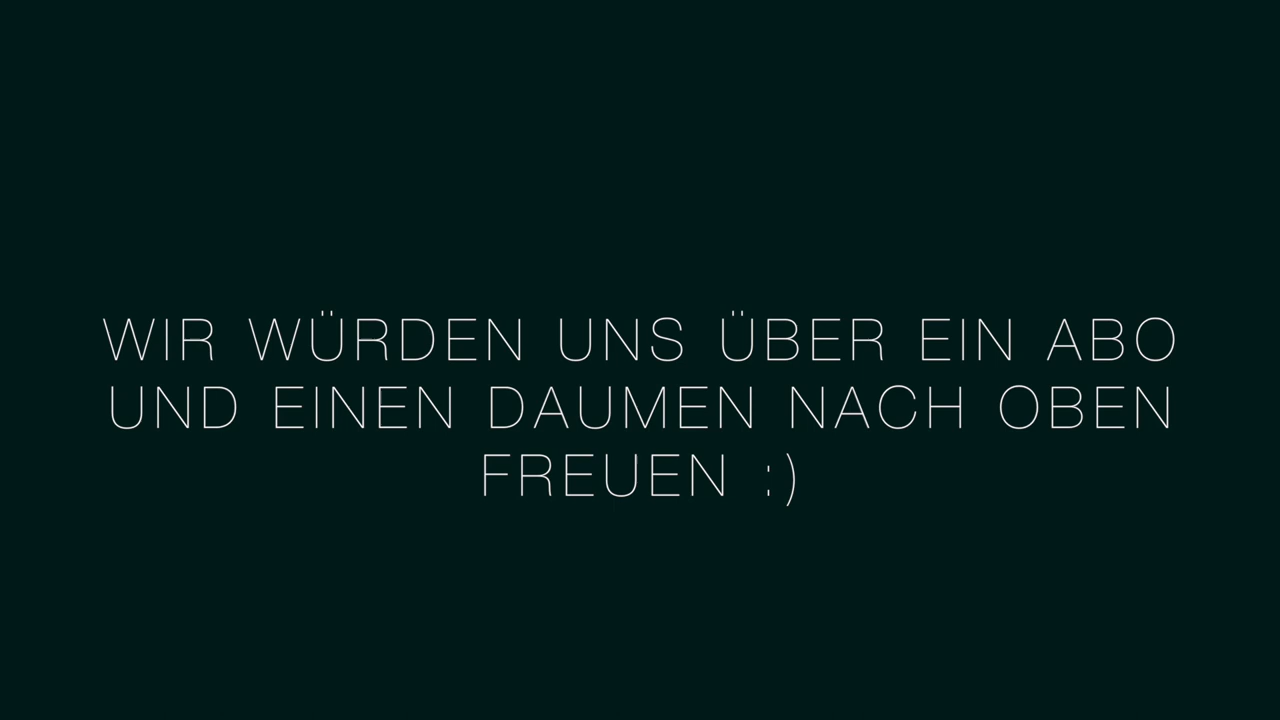 WIR WÜRDEN UNS ÜBER EIN ABO
UND EINEN DAUMEN NACH OBEN
FREUEN :)